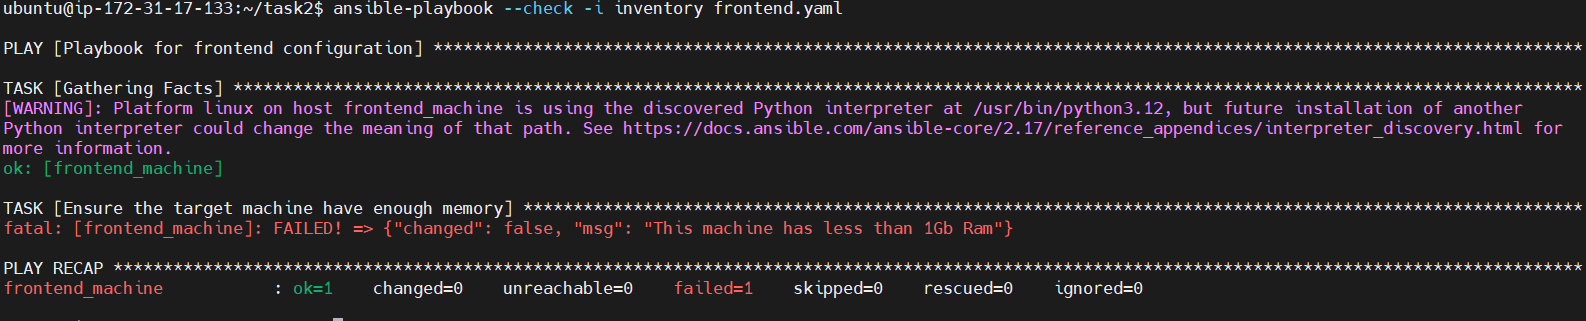 ubuntu@ip-172-31-17-133:~/task2$ ansible-playbook --check -i inventory frontend.yaml
PLAY [Playbook for frontend configuration] *******************************************************************************************************************
TASK [Gathering Facts] ***************************************************************************************************************************************
[WARNING]: Platform linux on host frontend_machine is using the discovered Python interpreter at /usr/bin/python3.12, but future installation of another
Python interpreter could change the meaning of that path. See https://docs.ansible.com/ansible-core/2.17/reference_appendices/interpreter_discovery.html for
more information.
ok: [frontend_machine]
TASK [Ensure the target machine have enough memory] **********************************************************************************************************
fatal: [frontend_machine]: FAILED! => {"changed": false, "msg": "This machine has less than 1Gb Ram"}
PLAY RECAP ***************************************************************************************************************************************************
frontend_machine           : ok=1    changed=0    unreachable=0    failed=1    skipped=0    rescued=0    ignored=0